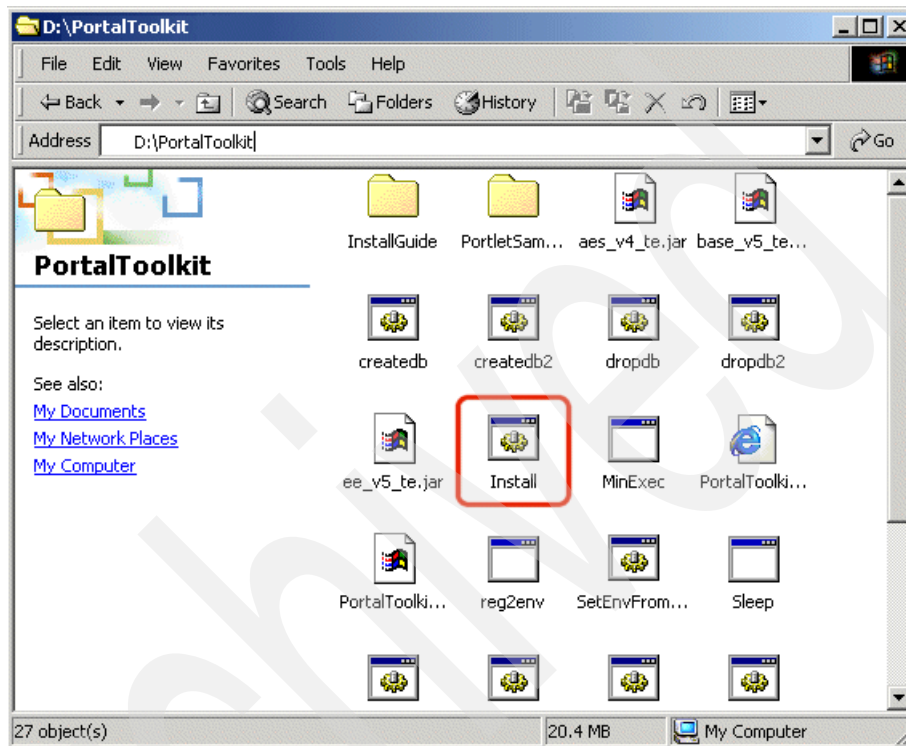 D:\PortalToolkit
File Edit View Favorites Tools Help
Back Search Folders History
Address D:\PortalToolkit Go
PortalToolkit
Select an item to view its
description.
See also:
My Documents
My Network Places
My Computer
InstallGuide PortletSam... aes_v4_te.jar base_v5_te...
createdb createdb2 dropdb dropdb2
ee_v5_te.jar Install MinExec PortalToolki...
PortalToolki... reg2env SetEnvFrom... Sleep
27 object(s) 20.4 MB My Computer